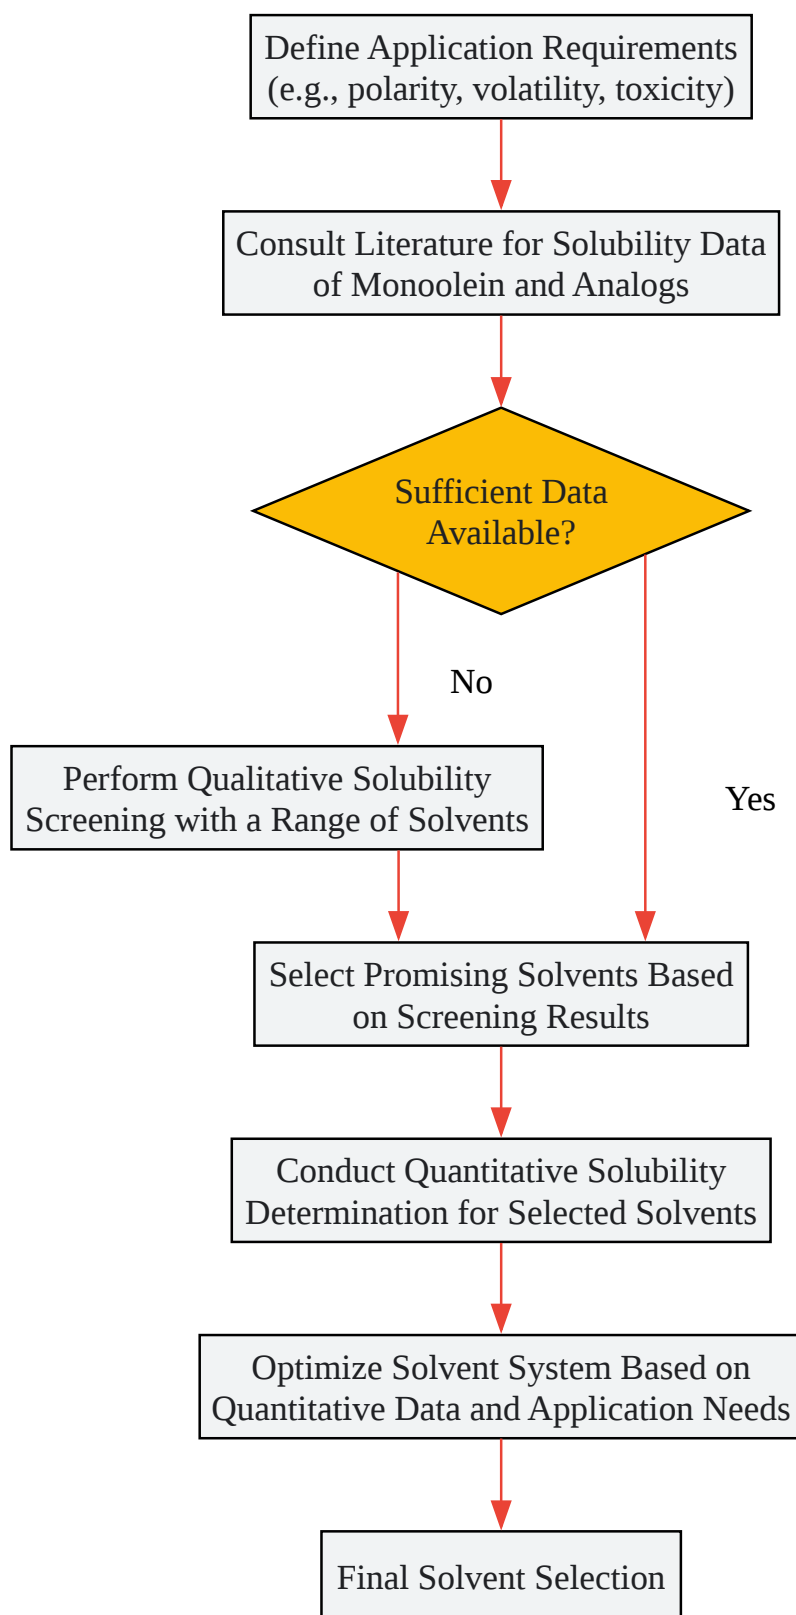 Define Application Requirements
(e.g., polarity, volatility, toxicity)
Consult Literature for Solubility Data
of Monoolein and Analogs
Sufficient Data
Available?
No
Yes
Perform Qualitative Solubility
Screening with a Range of Solvents
Select Promising Solvents Based
on Screening Results
Conduct Quantitative Solubility
Determination for Selected Solvents
Optimize Solvent System Based on
Quantitative Data and Application Needs
Final Solvent Selection